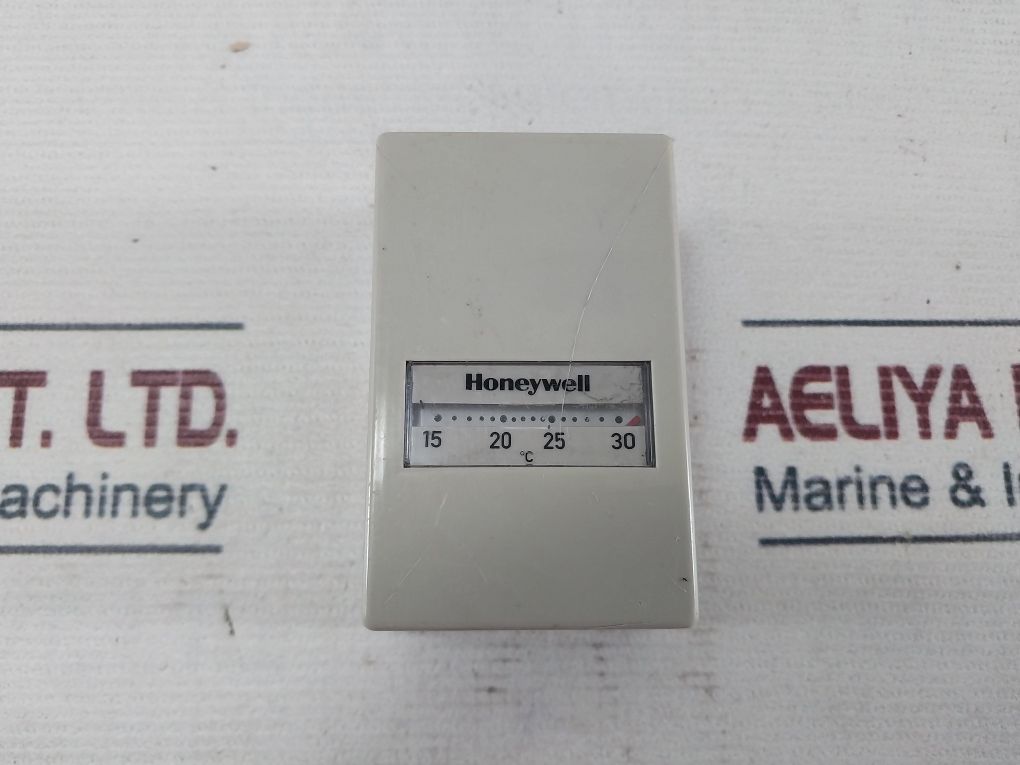 Honeywell
15 20 25 30
°C
T. LTD.
achinery
AELIYA
Marine &